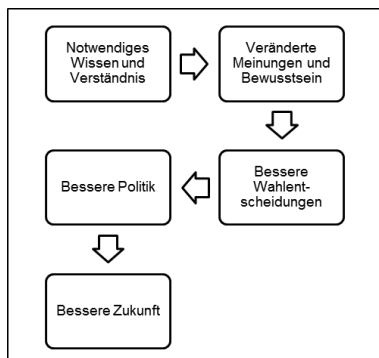 Notwendiges
Wissen und
Verständnis
Veränderte
Meinungen und
Bewusstsein
Bessere
Wahlent-
scheidungen
Bessere Politik
Bessere Zukunft